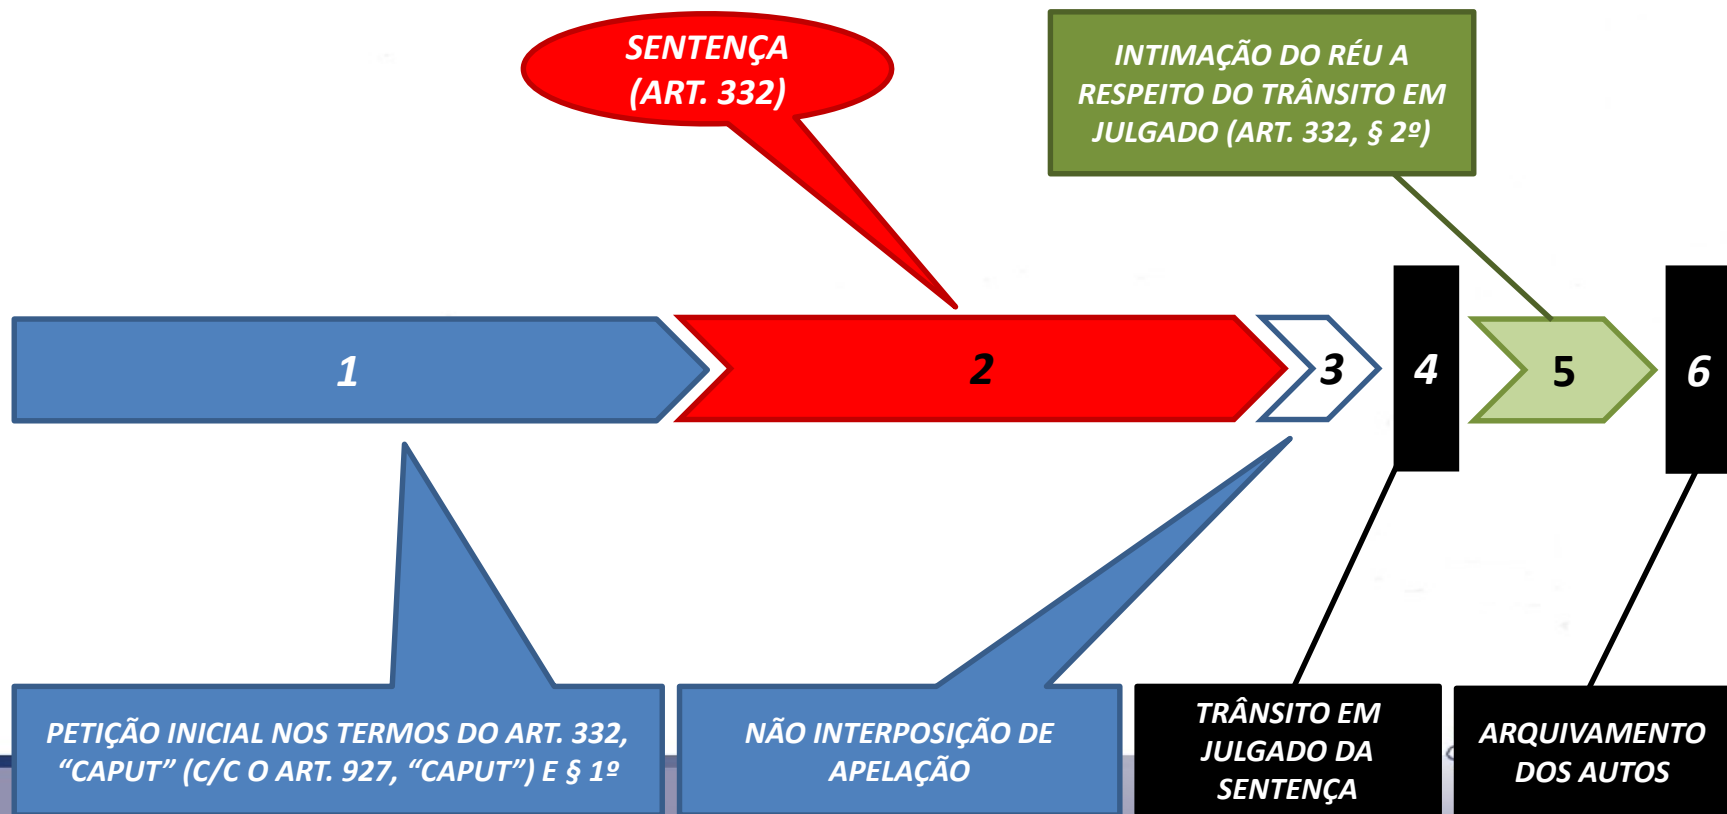 SENTENÇA
(ART. 332)
INTIMAÇÃO DO RÉU A
RESPEITO DO TRÂNSITO EM
JULGADO (ART. 332, § 2º)
1
2
3
4
5
6
PETIÇÃO INICIAL NOS TERMOS DO ART. 332,
“CAPUT” (C/C O ART. 927, “CAPUT”) E § 1º
NÃO INTERPOSIÇÃO DE
APELAÇÃO
TRÂNSITO EM
JULGADO DA
SENTENÇA
ARQUIVAMENTO
DOS AUTOS